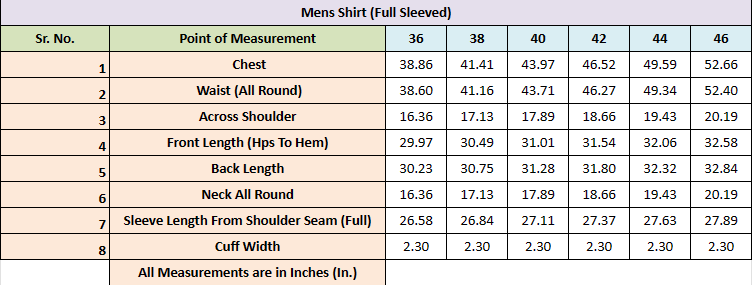 Mens Shirt (Full Sleeved)
Sr. No. Point of Measurement 36 38 40 42 44 46
1 Chest 38.86 41.41 43.97 46.52 49.59 52.66
2 Waist (All Round) 38.60 41.16 43.71 46.27 49.34 52.40
3 Across Shoulder 16.36 17.13 17.89 18.66 19.43 20.19
4 Front Length (Hps To Hem) 29.97 30.49 31.01 31.54 32.06 32.58
5 Back Length 30.23 30.75 31.28 31.80 32.32 32.84
6 Neck All Round 16.36 17.13 17.89 18.66 19.43 20.19
7 Sleeve Length From Shoulder Seam (Full) 26.58 26.84 27.11 27.37 27.63 27.89
8 Cuff Width 2.30 2.30 2.30 2.30 2.30 2.30
All Measurements are in Inches (In.)